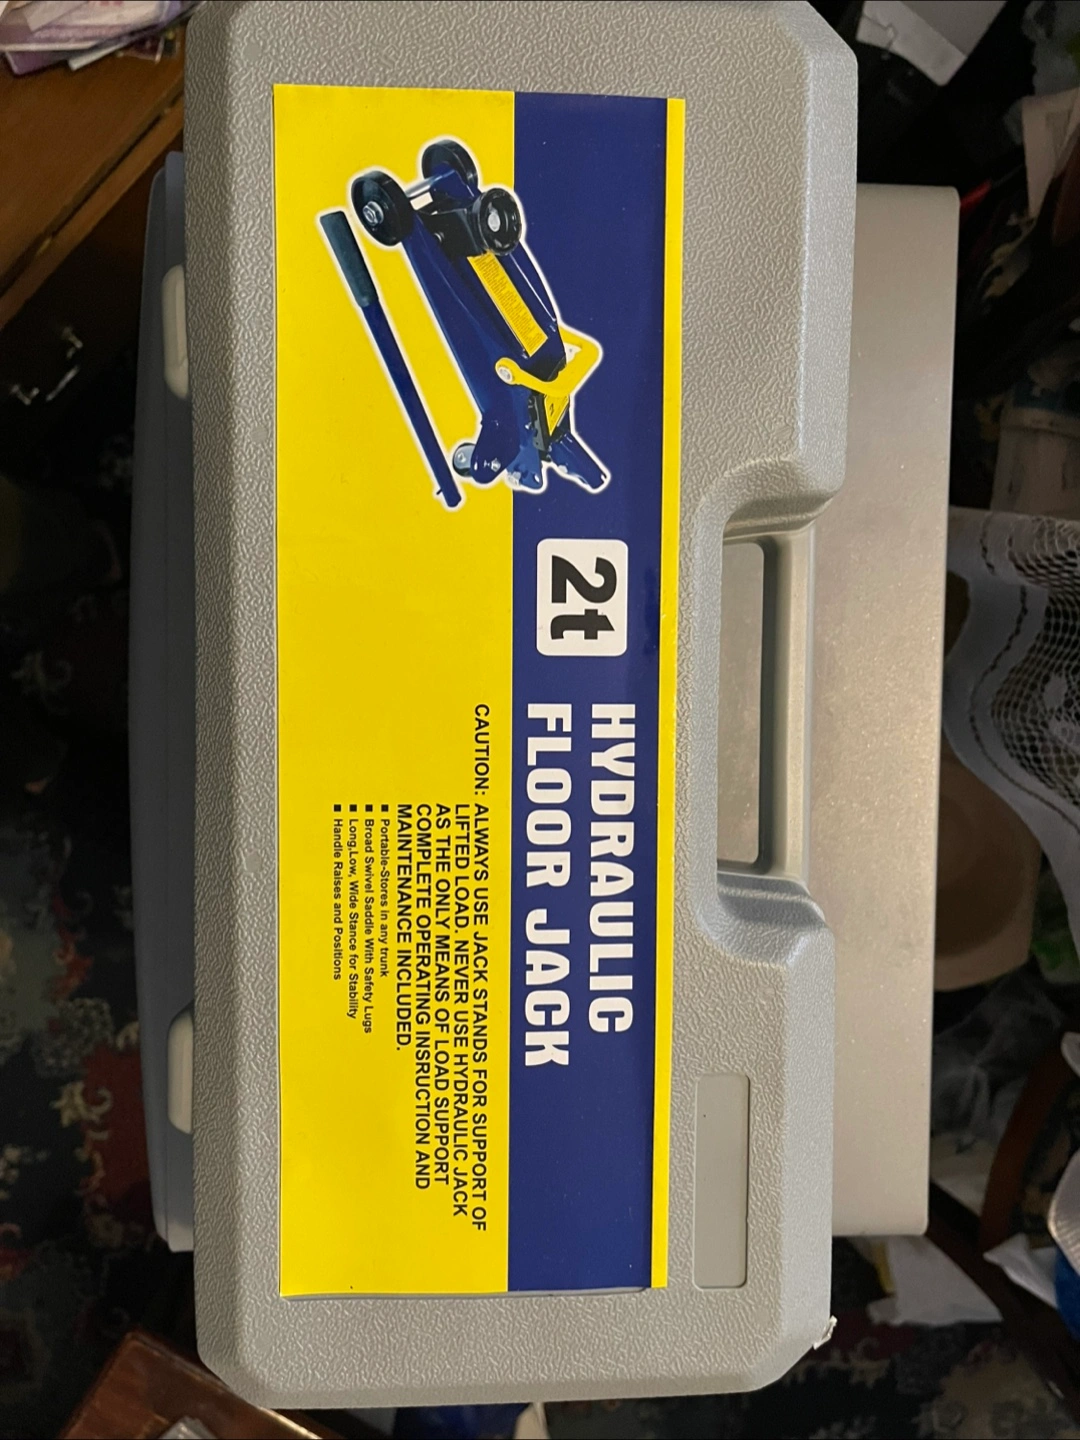 2t
HYDRAULIC
FLOOR JACK
CAUTION: ALWAYS USE JACK STANDS FOR SUPPORT OF
LIFTED LOAD. NEVER USE HYDRAULIC JACK
AS THE ONLY MEANS OF LOAD SUPPORT
COMPLETE OPERATING INSRUCTION AND
MAINTENANCE INCLUDED.
■ Portable-Stores in any trunk
■ Broad Swivel Saddle With Safety Lugs
■ Long,Low, Wide Stance for Stability
■ Handle Raises and Positions